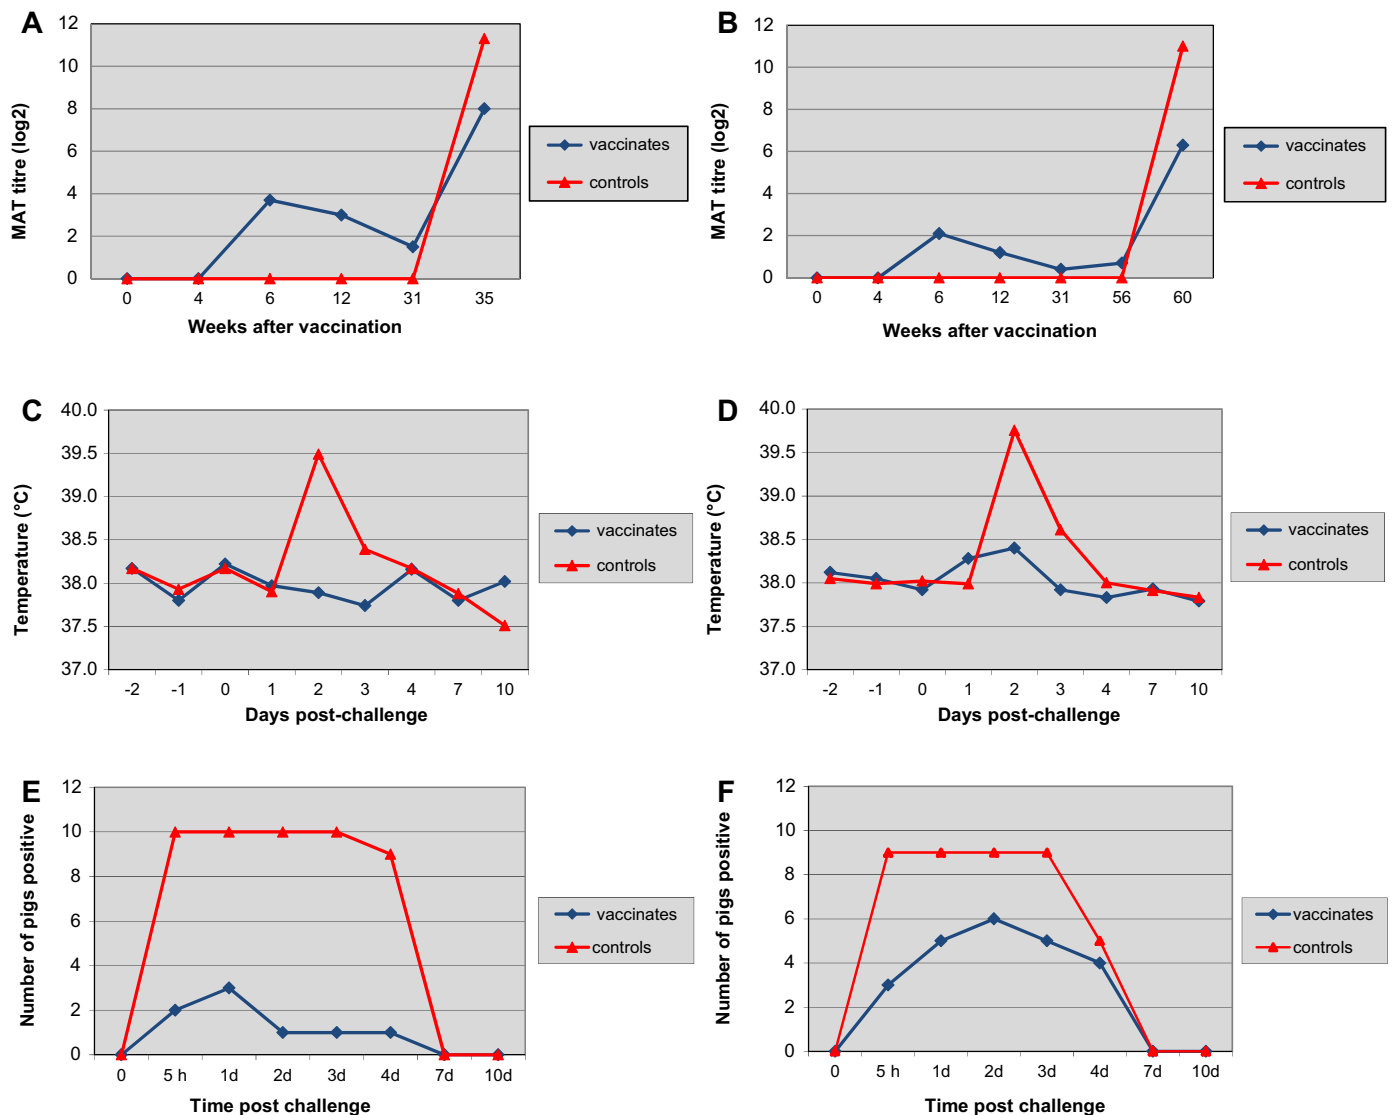 A
12
10
8
6
4
2
0
MAT titre (log2)
0 4 6 12 31 35
Weeks after vaccination
vaccinates
controls
B
12
10
8
6
4
2
0
MAT titre (log2)
0 4 6 12 31 56 60
Weeks after vaccination
vaccinates
controls
C
40.0
39.5
39.0
38.5
38.0
37.5
37.0
Temperature (°C)
-2 -1 0 1 2 3 4 7 10
Days post-challenge
vaccinates
controls
D
40.0
39.5
39.0
38.5
38.0
37.5
37.0
Temperature (°C)
-2 -1 0 1 2 3 4 7 10
Days post-challenge
vaccinates
controls
E
12
10
8
6
4
2
0
Number of pigs positive
0 5 h 1d 2d 3d 4d 7d 10d
Time post challenge
vaccinates
controls
F
12
10
8
6
4
2
0
Number of pigs positive
0 5 h 1d 2d 3d 4d 7d 10d
Time post challenge
vaccinates
controls